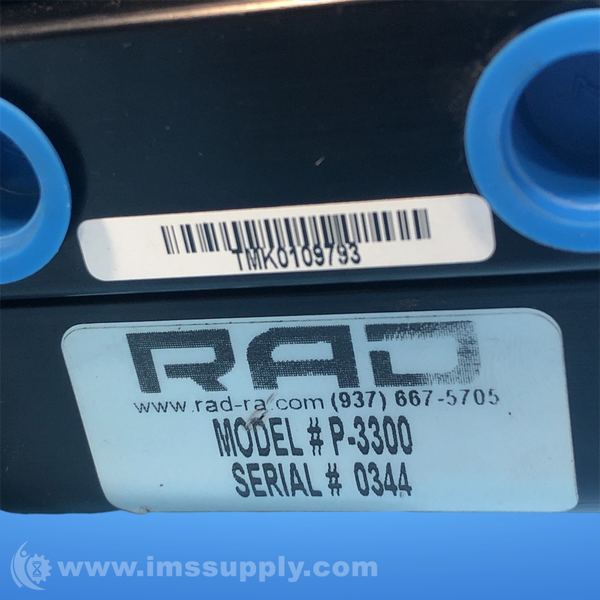 TMK0109793
RAD
www.rad-ra.com (937) 667-5705
MODEL # P-3300
SERIAL # 0344
www.imssupply.com